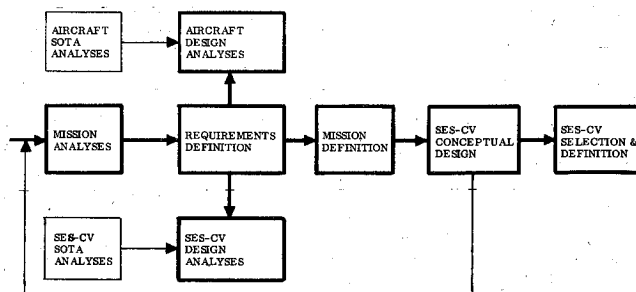 AIRCRAFT
SOTA
ANALYSES
AIRCRAFT
DESIGN
ANALYSES
MISSION
ANALYSES
REQUIREMENTS
DEFINITION
MISSION
DEFINITION
SES-CV
CONCEPTUAL
DESIGN
SES-CV
SELECTION &
DEFINITION
SES-CV
SOTA
ANALYSES
SES-CV
DESIGN
ANALYSES